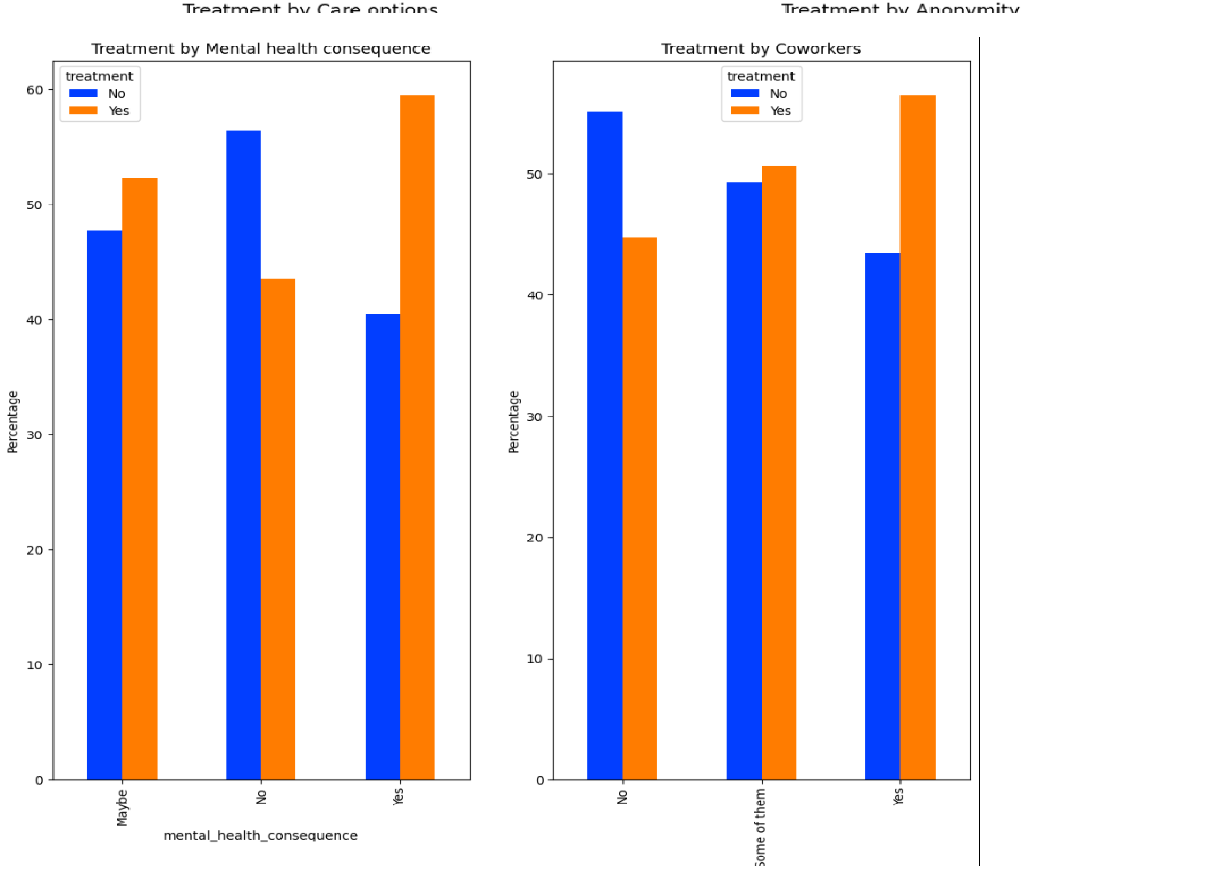 Treatment by Care options
Treatment by Anonymity
Treatment by Mental health consequence
treatment
No
Yes
60
50
40
30
20
10
0
Percentage
Maybe
No
Yes
mental_health_consequence
Treatment by Coworkers
treatment
No
Yes
50
40
30
20
10
0
Percentage
No
Some of them
Yes